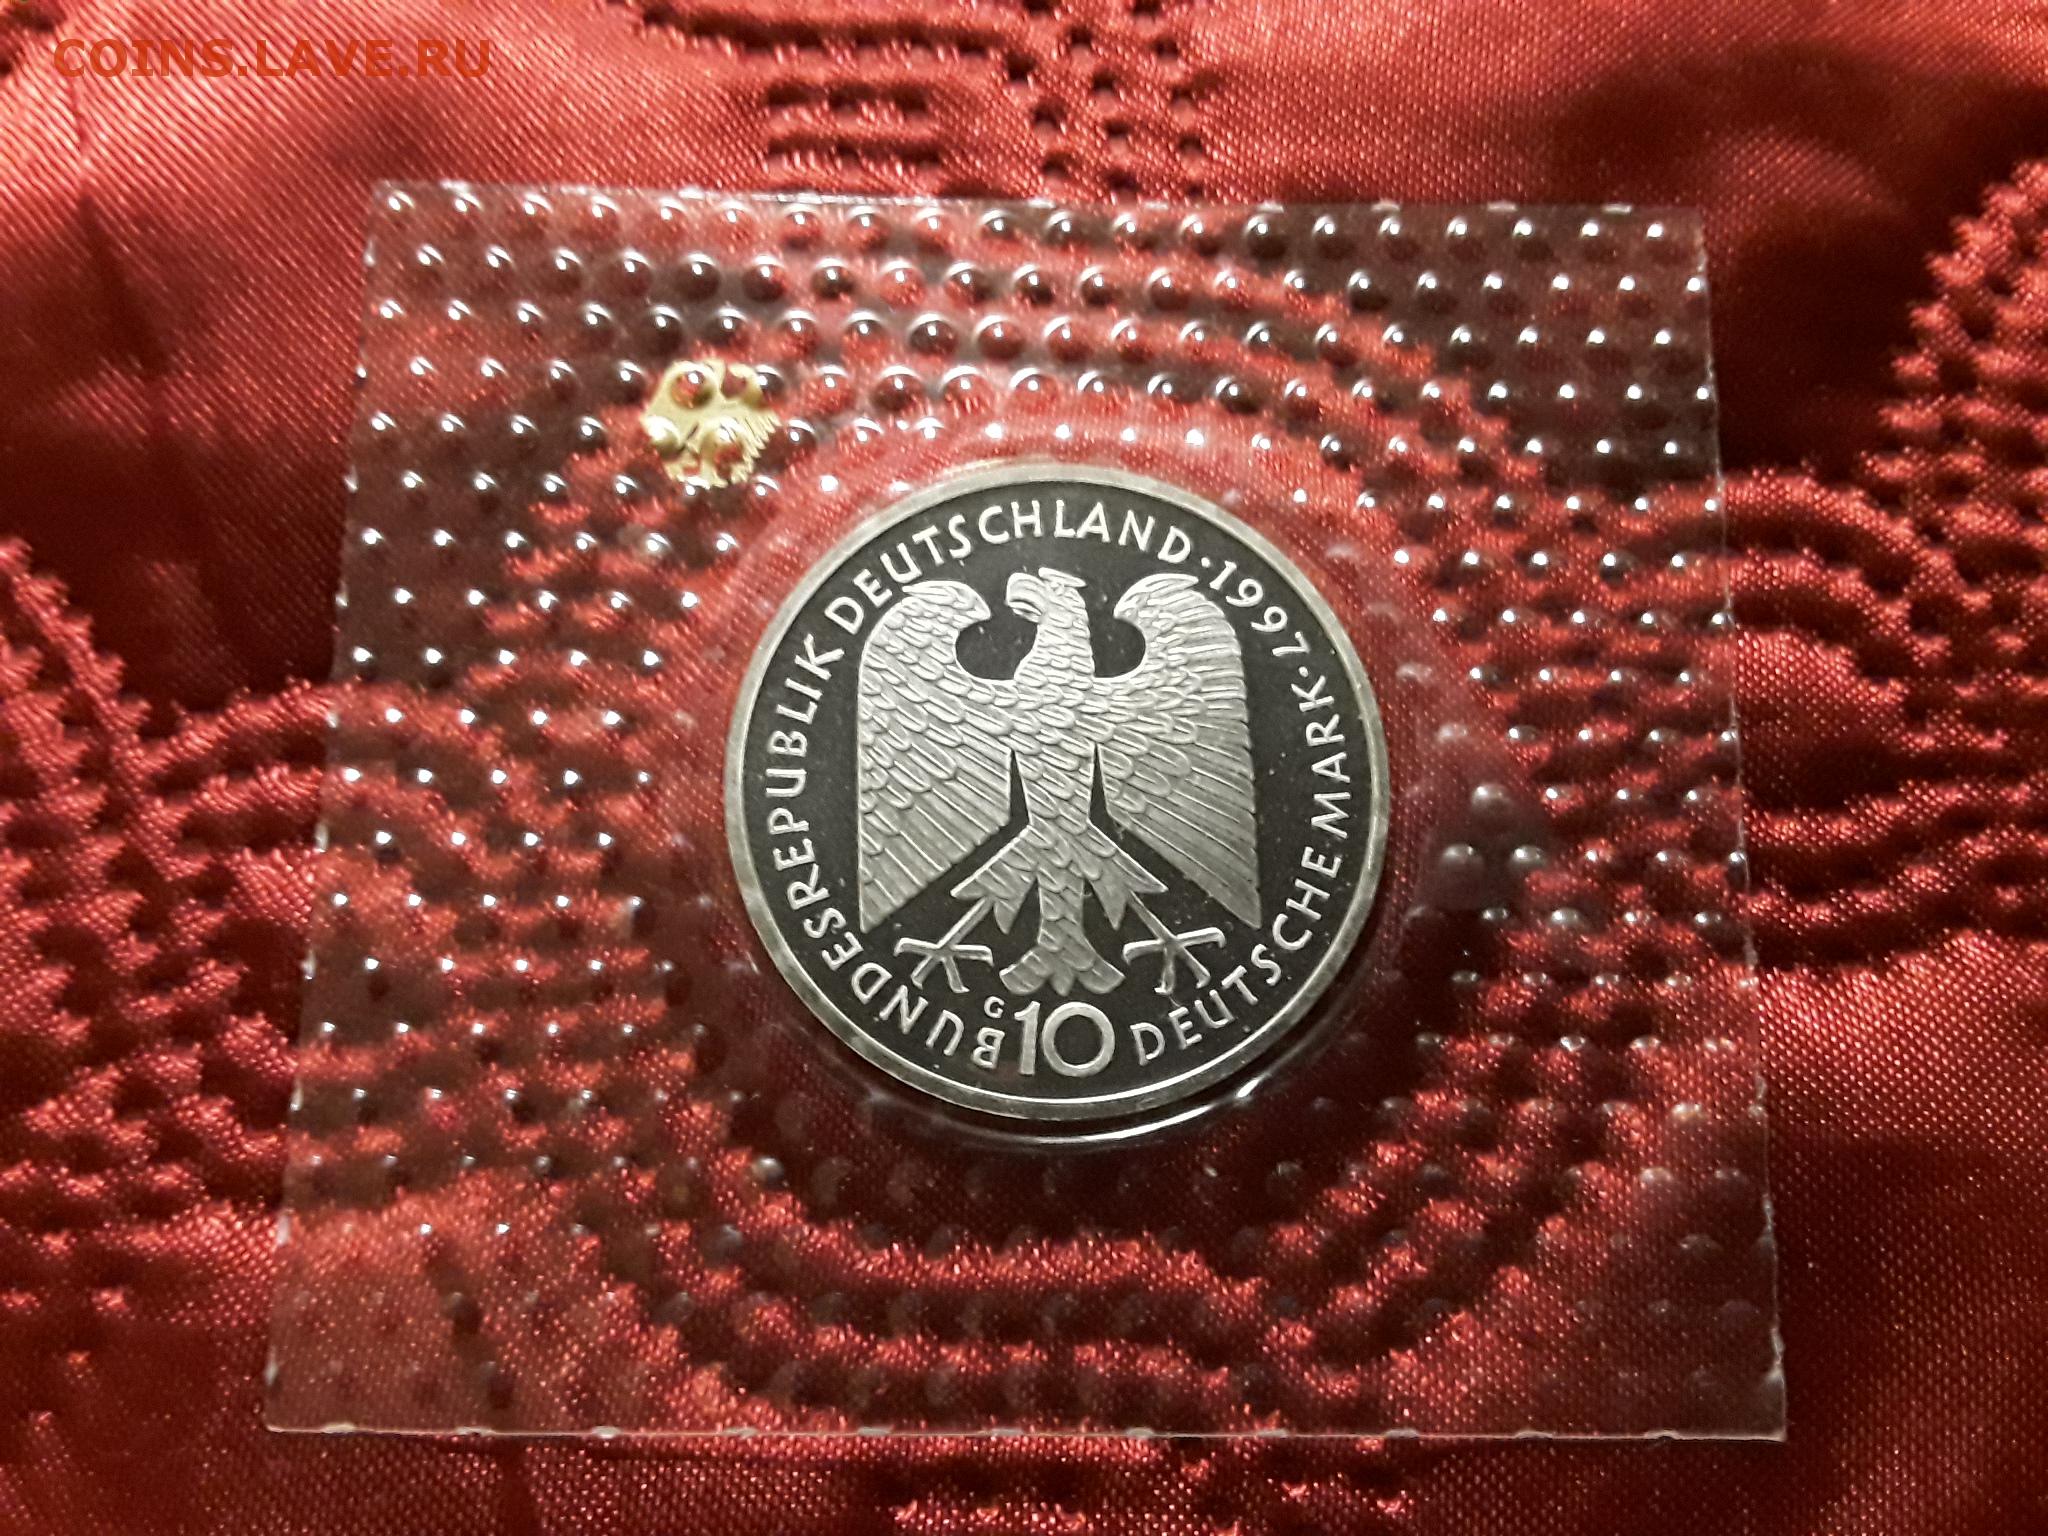 COINS.LAVE.RU
BUNDESREPUBLIK DEUTSCHLAND · 1997 ·
DEUTSCHE MARK
G
10